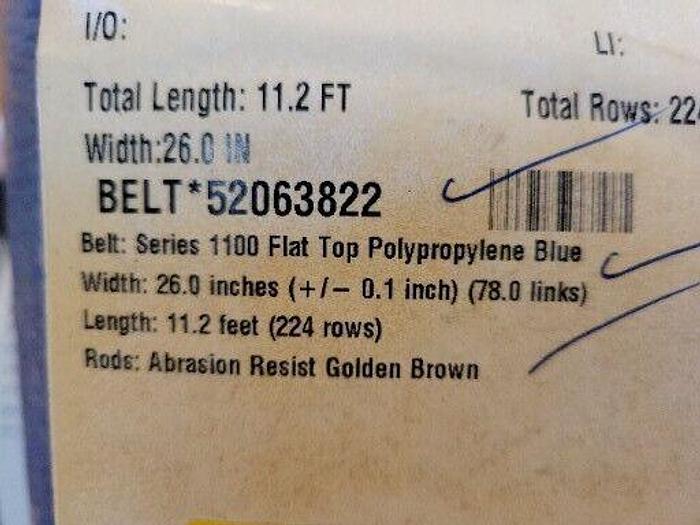 I/O:
LI:
Total Length: 11.2 FT
Total Rows: 224
Width:26.0 IN
BELT*52063822
Belt: Series 1100 Flat Top Polypropylene Blue
Width: 26.0 inches (+/- 0.1 inch) (78.0 links)
Length: 11.2 feet (224 rows)
Rods: Abrasion Resist Golden Brown